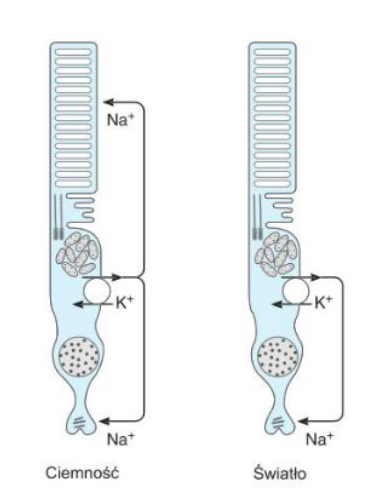 Na⁺
K⁺
K⁺
Na⁺
Na⁺
Ciemność
Światło